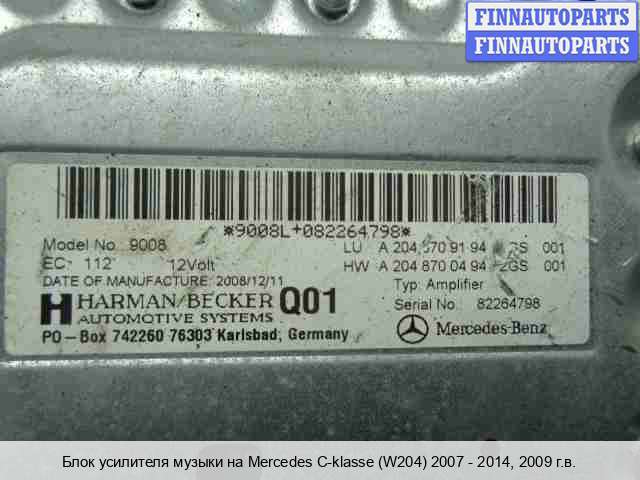 FINNAUTOPARTS
FINNAUTOPARTS
*9008L+082264798*
Model No. 9008
LU A 204 870 91 94 ZGS 001
EC- 112 12Volt
HW A 204 870 04 94 ZGS 001
DATE OF MANUFACTURE: 2008/12/11
Typ: Amplifier
HARMAN/BECKER Q01
AUTOMOTIVE SYSTEMS
Serial No. 82264798
PO - Box 742260 76303 Karlsbad, Germany
Mercedes-Benz
Блок усилителя музыки на Mercedes C-klasse (W204) 2007 - 2014, 2009 г.в.